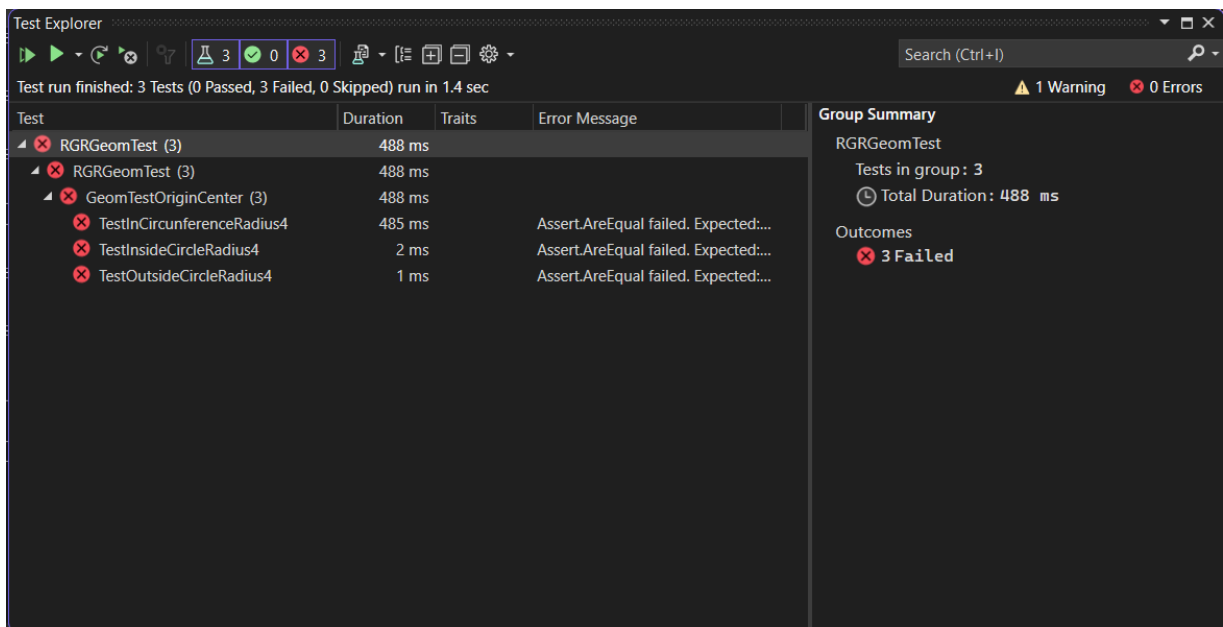 Test Explorer
3 0 3
Search (Ctrl+I)
Test run finished: 3 Tests (0 Passed, 3 Failed, 0 Skipped) run in 1.4 sec
1 Warning
0 Errors
Test Duration Traits Error Message
RGRGeomTest (3) 488 ms
RGRGeomTest (3) 488 ms
GeomTestOriginCenter (3) 488 ms
TestInCircunferenceRadius4 485 ms Assert.AreEqual failed. Expected:...
TestInsideCircleRadius4 2 ms Assert.AreEqual failed. Expected:...
TestOutsideCircleRadius4 1 ms Assert.AreEqual failed. Expected:...
Group Summary
RGRGeomTest
Tests in group: 3
Total Duration: 488 ms
Outcomes
3 Failed